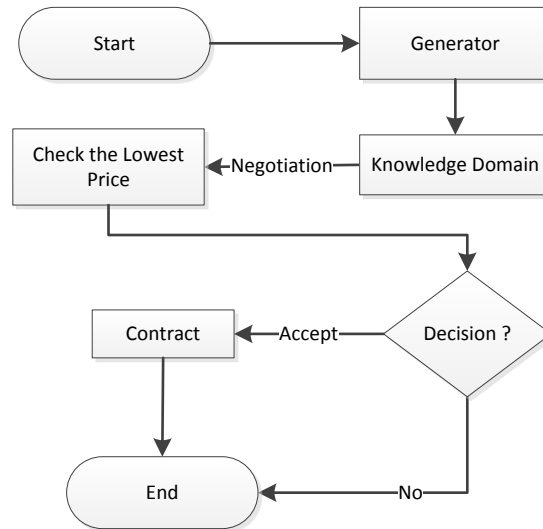 Start
Generator
Check the Lowest
Price
Negotiation
Knowledge Domain
Contract
Accept
Decision ?
End
No